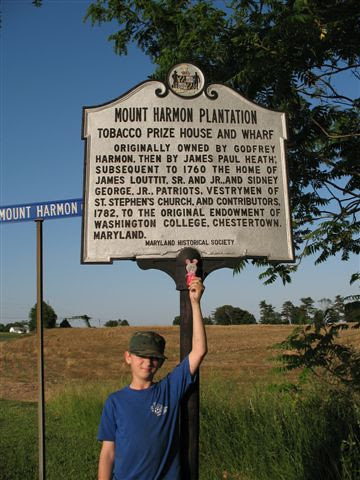 MOUNT HARMON PLANTATION
TOBACCO PRIZE HOUSE AND WHARF
ORIGINALLY OWNED BY GODFREY
HARMON, THEN BY JAMES PAUL HEATH;
SUBSEQUENT TO 1760 THE HOME OF
JAMES LOUTTIT, SR. AND JR., AND SIDNEY
GEORGE, JR., PATRIOTS, VESTRYMEN OF
ST. STEPHEN'S CHURCH, AND CONTRIBUTORS,
1782, TO THE ORIGINAL ENDOWMENT OF
WASHINGTON COLLEGE, CHESTERTOWN,
MARYLAND.
MARYLAND HISTORICAL SOCIETY
MOUNT HARMON